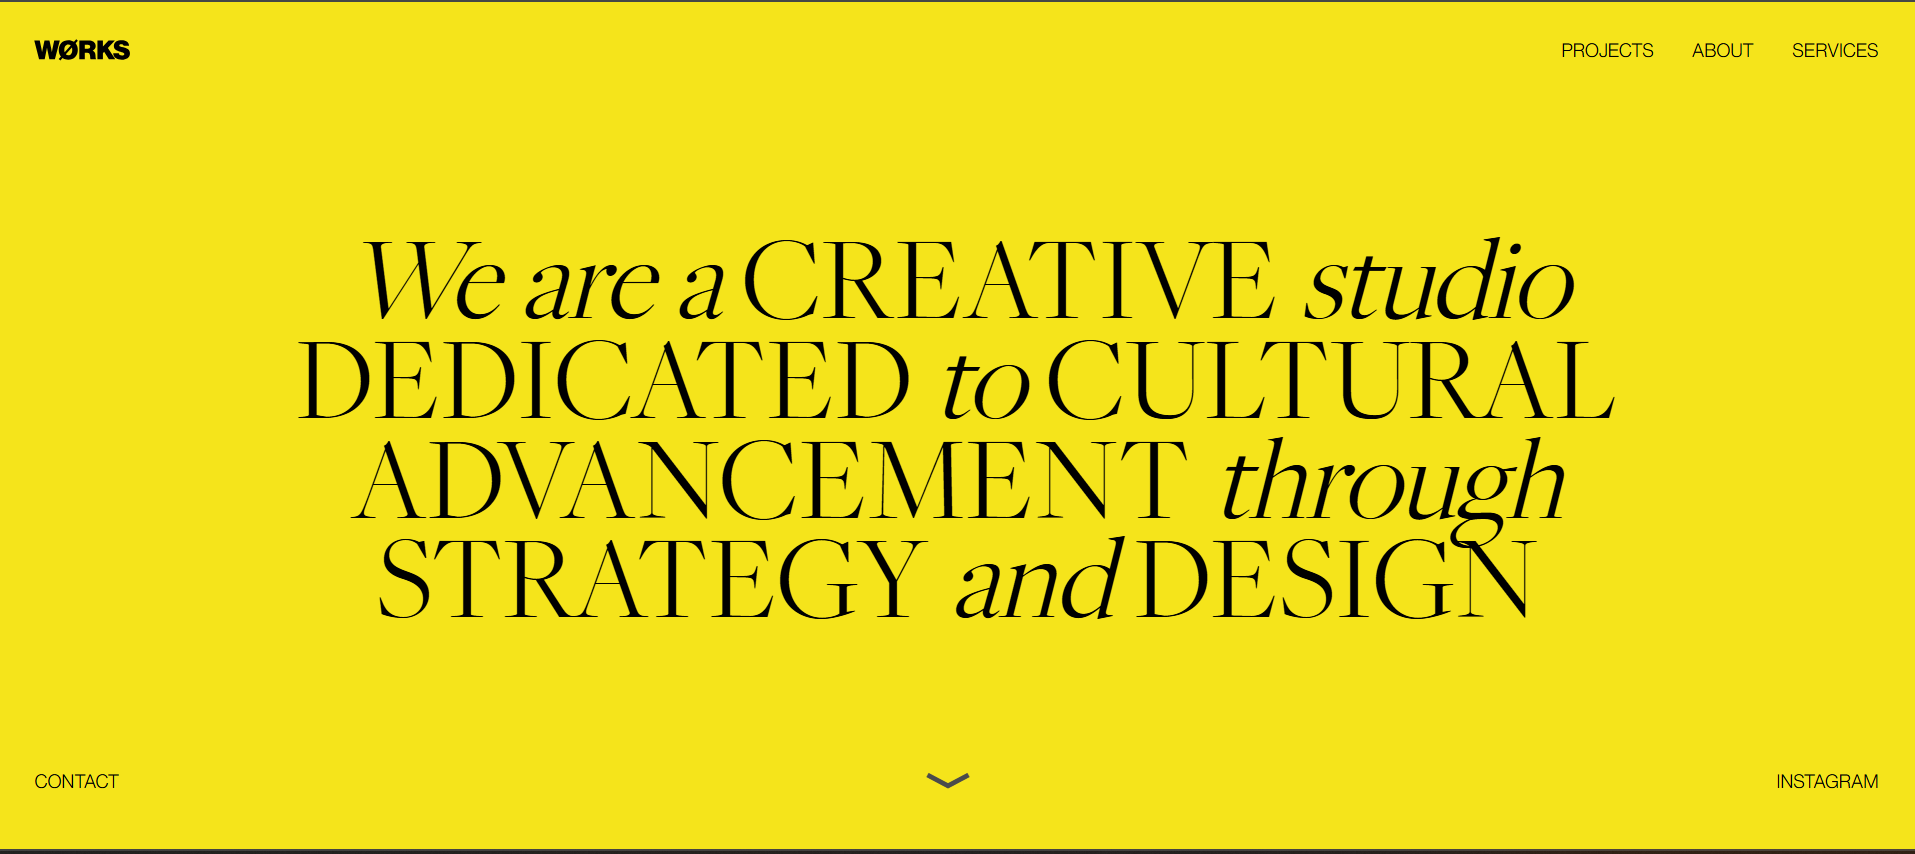 WØRKS
PROJECTS ABOUT SERVICES
We are a CREATIVE studio
DEDICATED to CULTURAL
ADVANCEMENT through
STRATEGY and DESIGN
CONTACT
INSTAGRAM